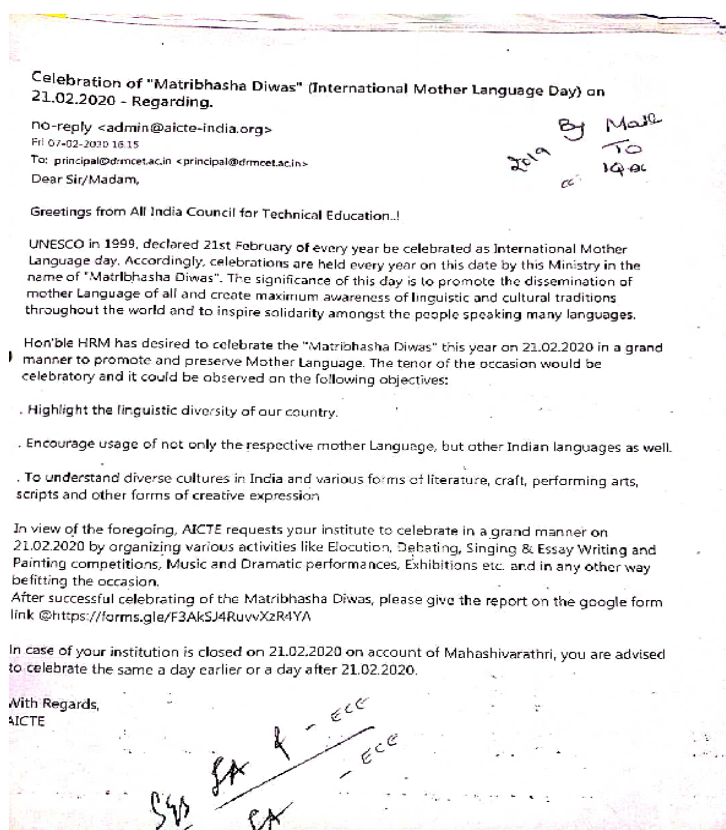 Celebration of "Matribhasha Diwas" (International Mother Language Day) on
21.02.2020 - Regarding.
no-reply <admin@aicte-india.org>
Fri 07-02-2020 16.15
To: principal@drmcet.ac.in <principal@drmcet.ac.in>
Dear Sir/Madam,
By Mail
To
2019
cc:
Greetings from All India Council for Technical Education..!
UNESCO in 1999, declared 21st February of every year be celebrated as International Mother
Language day. Accordingly, celebrations are held every year on this date by this Ministry in the
name of "Matribhasha Diwas". The significance of this day is to promote the dissemination of
mother Language of all and create maximum awareness of linguistic and cultural traditions
throughout the world and to inspire solidarity amongst the people speaking many languages.
Hon'ble HRM has desired to celebrate the "Matribhasha Diwas" this year on 21.02.2020 in a grand
manner to promote and preserve Mother Language. The tenor of the occasion would be
celebratory and it could be observed on the following objectives:
. Highlight the linguistic diversity of our country.
. Encourage usage of not only the respective mother Language, but other Indian languages as well.
. To understand diverse cultures in India and various forms of literature, craft, performing arts,
scripts and other forms of creative expression
In view of the foregoing, AICTE requests your institute to celebrate in a grand manner on
21.02.2020 by organizing various activities like Elocution, Debating, Singing & Essay Writing and
Painting competitions, Music and Dramatic performances, Exhibitions etc. and in any other way
befitting the occasion.
After successful celebrating of the Matribhasha Diwas, please give the report on the google form
link @https://forms.gle/F3AkSJ4RuvvXzR4YA
In case of your institution is closed on 21.02.2020 on account of Mahashivarathri, you are advised
to celebrate the same a day earlier or a day after 21.02.2020.
With Regards,
AICTE
- ECE
- ECE